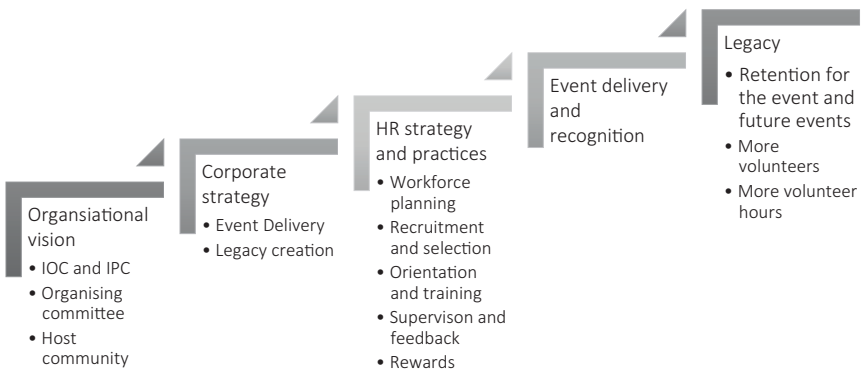 Organsiational
vision
• IOC and IPC
• Organising
committee
• Host
community
Corporate
strategy
• Event Delivery
• Legacy creation
HR strategy
and practices
• Workforce
planning
• Recruitment
and selection
• Orientation
and training
• Supervison and
feedback
• Rewards
Event delivery
and
recognition
Legacy
• Retention for
the event and
future events
• More
volunteers
• More volunteer
hours